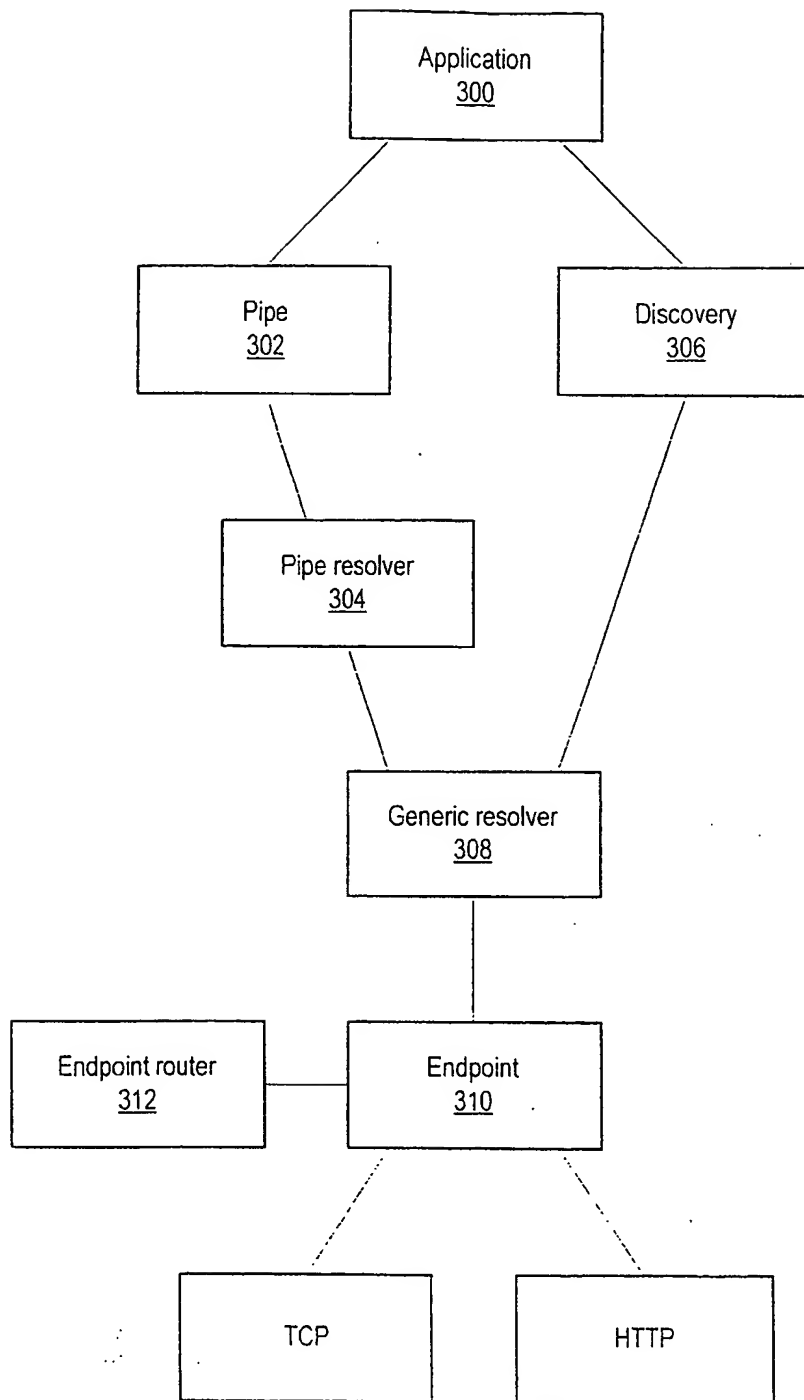 Application
300
Pipe
302
Discovery
306
Pipe resolver
304
Generic resolver
308
Endpoint router
312
Endpoint
310
TCP
HTTP